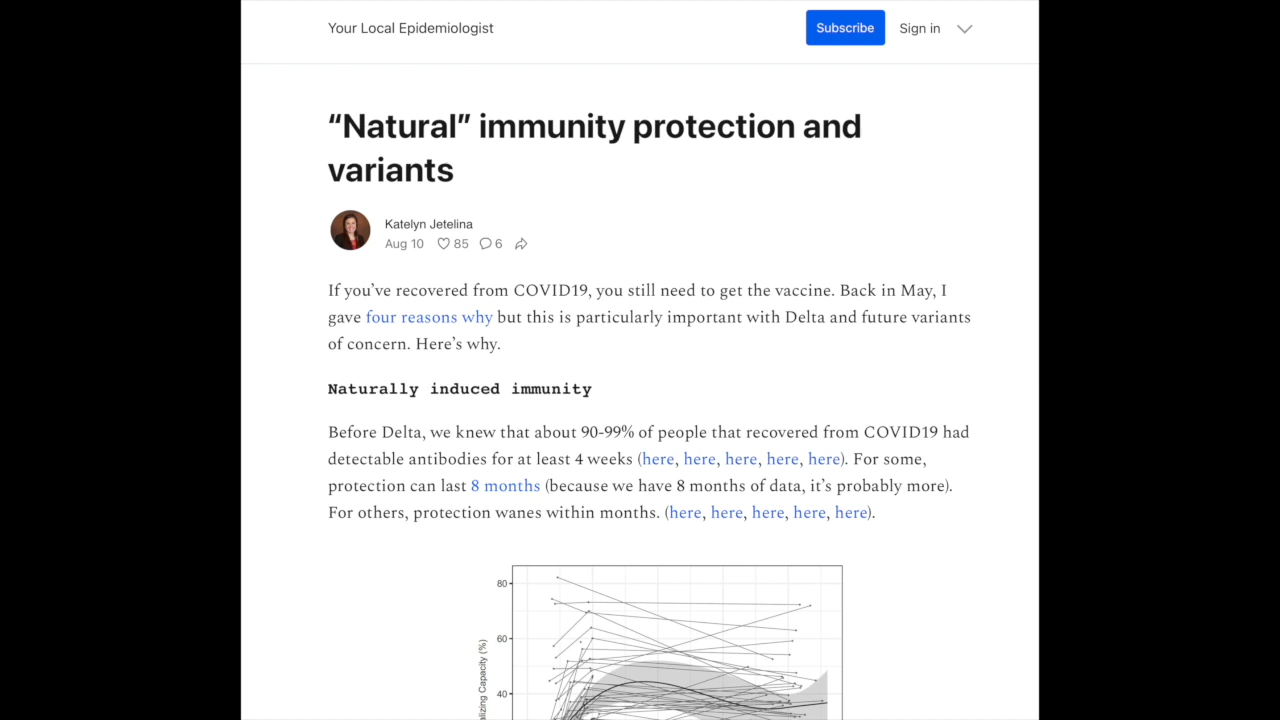 Your Local Epidemiologist
Subscribe
Sign in
“Natural” immunity protection and
variants
Katelyn Jetelina
Aug 10 85 6
If you’ve recovered from COVID19, you still need to get the vaccine. Back in May, I
gave four reasons why but this is particularly important with Delta and future variants
of concern. Here’s why.
Naturally induced immunity
Before Delta, we knew that about 90-99% of people that recovered from COVID19 had
detectable antibodies for at least 4 weeks (here, here, here, here, here). For some,
protection can last 8 months (because we have 8 months of data, it’s probably more).
For others, protection wanes within months. (here, here, here, here, here).
80
60
40
Capacity (%)